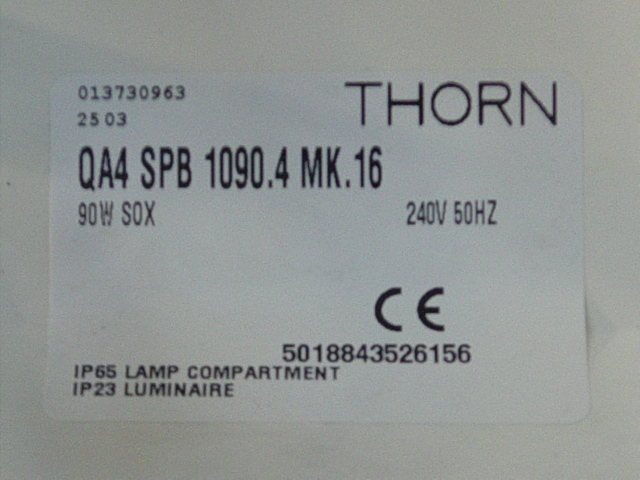 013730963
THORN
25 03
QA4 SPB 1090.4 MK.16
90W SOX 240V 50HZ
CE
5018843526156
IP65 LAMP COMPARTMENT
IP23 LUMINAIRE